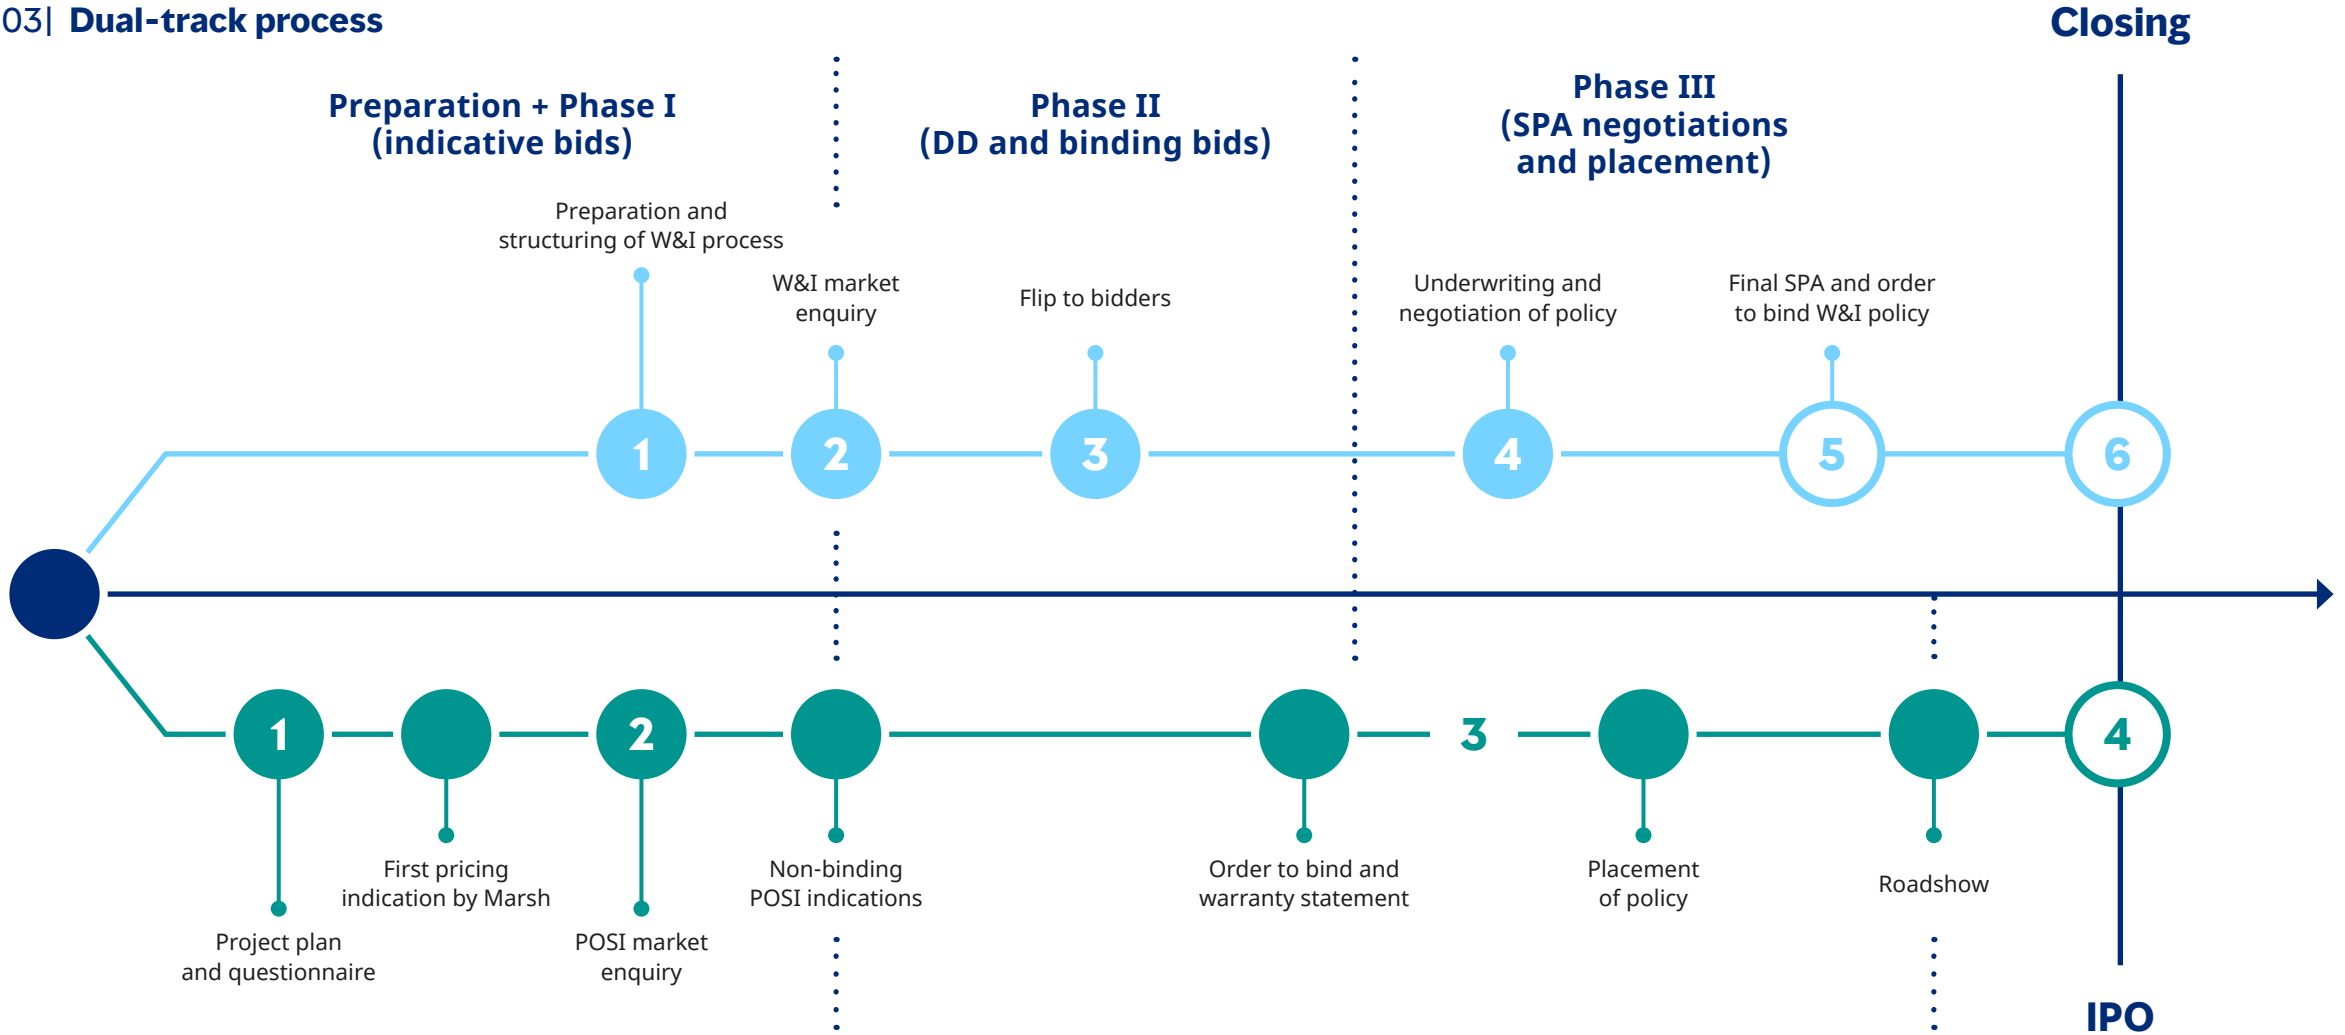 03| Dual-track process
Closing
Preparation + Phase I
(indicative bids)
Phase II
(DD and binding bids)
Phase III
(SPA negotiations
and placement)
Preparation and
structuring of W&I process
W&I market
enquiry
Flip to bidders
Underwriting and
negotiation of policy
Final SPA and order
to bind W&I policy
1
2
3
4
5
6
1
2
3
4
First pricing
indication by Marsh
Non-binding
POSI indications
Order to bind and
warranty statement
Placement
of policy
Roadshow
Project plan
and questionnaire
POSI market
enquiry
IPO